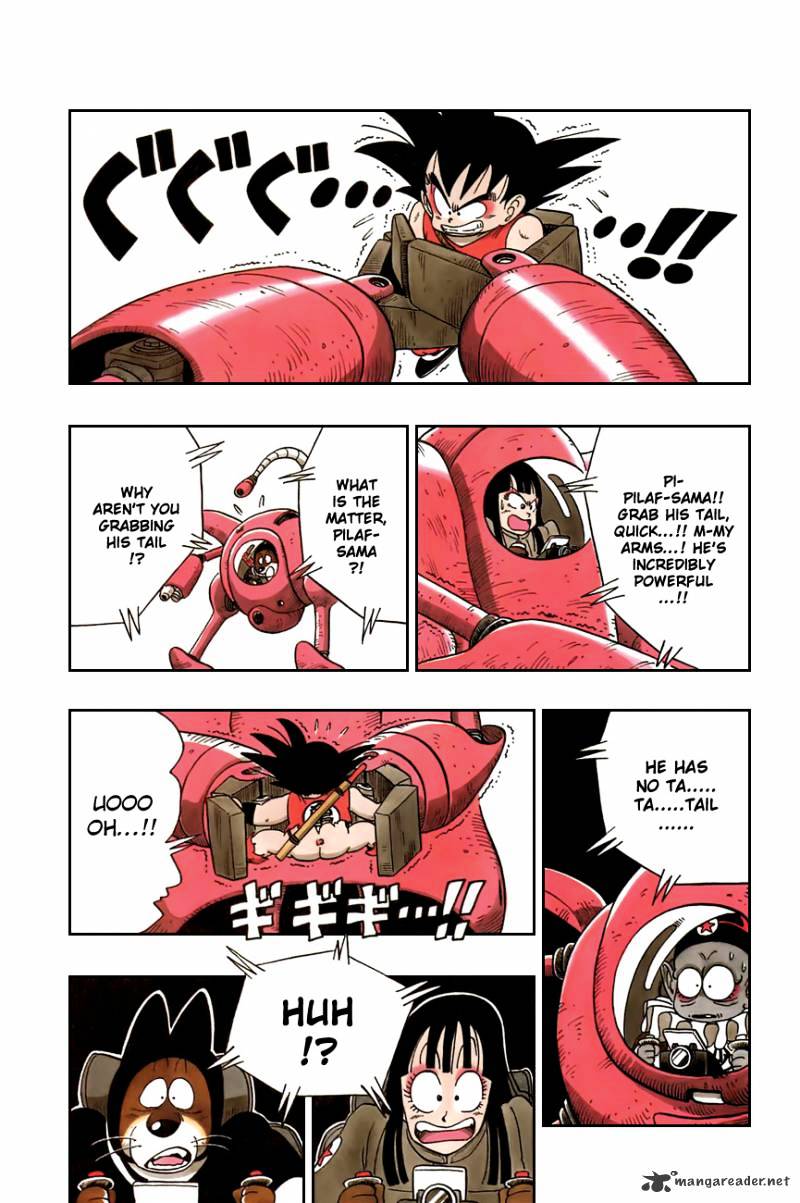 ぐぐぐ…
…!!
PI-
PILAF-SAMA!!
GRAB HIS TAIL,
QUICK...!! M-MY
ARMS...! HE'S
INCREDIBLY
POWERFUL
...!!
WHAT
IS THE
MATTER,
PILAF-
SAMA
?!
WHY
AREN'T YOU
GRABBING
HIS TAIL
!?
HE HAS
NO TA.....
TA.....TAIL
......
UOOO
OH...!!
ギギギ…!!
HUH
!?
mangareader.net